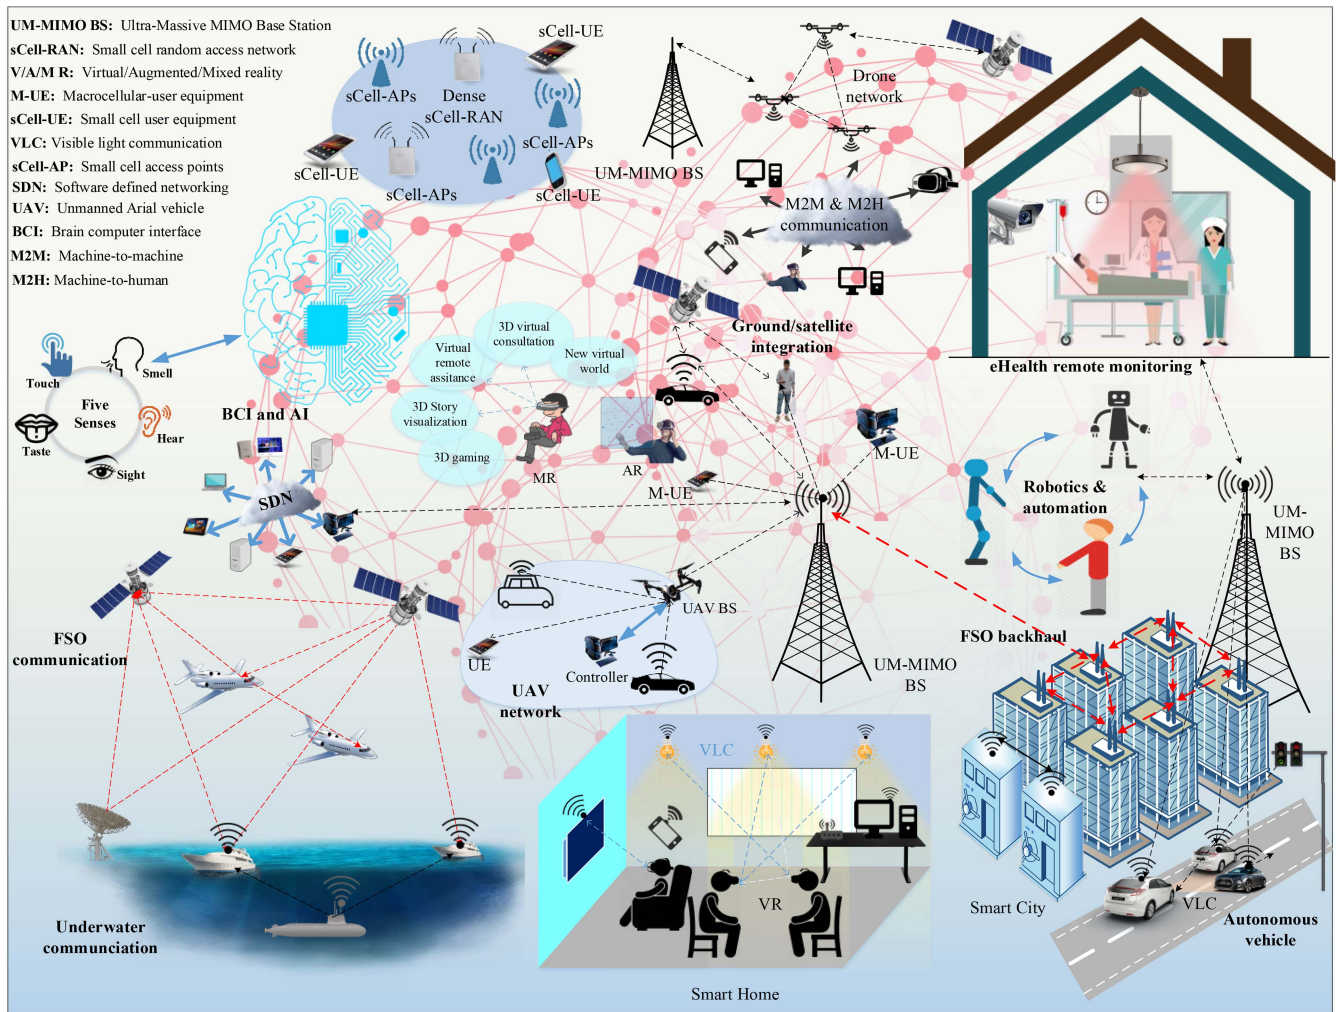 UM-MIMO BS: Ultra-Massive MIMO Base Station
sCell-RAN: Small cell random access network
V/A/M R: Virtual/Augmented/Mixed reality
M-UE: Macrocellular-user equipment
sCell-UE: Small cell user equipment
VLC: Visible light communication
sCell-AP: Small cell access points
SDN: Software defined networking
UAV: Unmanned Arial vehicle
BCI: Brain computer interface
M2M: Machine-to-machine
M2H: Machine-to-human
sCell-UE
sCell-APs
Dense
sCell-RAN
sCell-APs
sCell-UE
sCell-APs
sCell-UE
UM-MIMO BS
Drone
network
M2M & M2H
communication
Ground/satellite
integration
eHealth remote monitoring
Touch
Smell
Five
Senses
Hear
Taste
Sight
BCI and AI
3D virtual
consultation
Virtual
remote
assitance
New virtual
world
3D Story
visualization
3D gaming
MR
AR
M-UE
M-UE
SDN
Robotics &
automation
UM-
MIMO
BS
FSO
communication
UAV BS
UE
Controller
UAV
network
UM-MIMO
BS
FSO backhaul
VLC
VR
Smart Home
Underwater
communciation
Smart City
VLC
Autonomous
vehicle